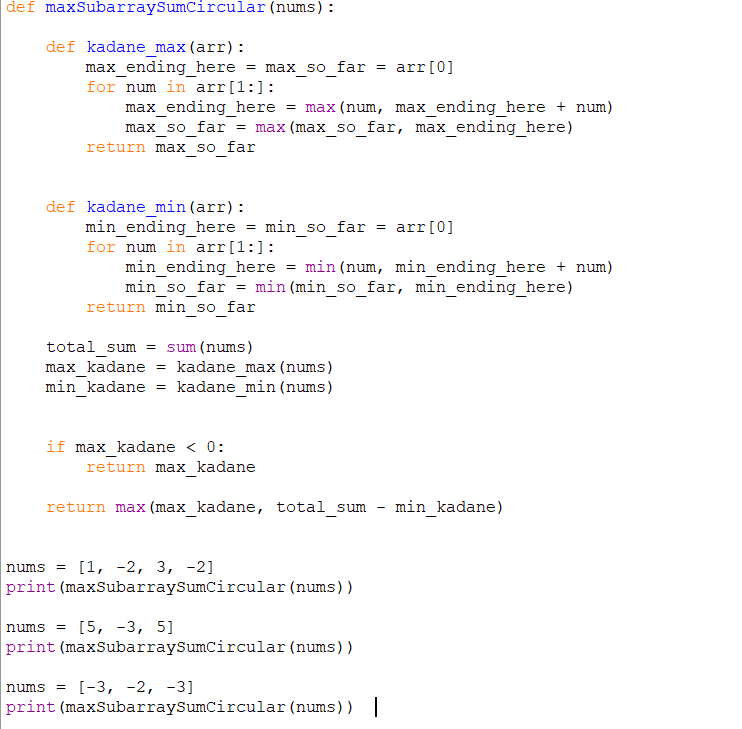 def maxSubarraySumCircular(nums):
    def kadane_max(arr):
        max_ending_here = max_so_far = arr[0]
        for num in arr[1:]:
            max_ending_here = max(num, max_ending_here + num)
            max_so_far = max(max_so_far, max_ending_here)
        return max_so_far
    def kadane_min(arr):
        min_ending_here = min_so_far = arr[0]
        for num in arr[1:]:
            min_ending_here = min(num, min_ending_here + num)
            min_so_far = min(min_so_far, min_ending_here)
        return min_so_far
    total_sum = sum(nums)
    max_kadane = kadane_max(nums)
    min_kadane = kadane_min(nums)
    if max_kadane < 0:
        return max_kadane
    return max(max_kadane, total_sum - min_kadane)
nums = [1, -2, 3, -2]
print(maxSubarraySumCircular(nums))
nums = [5, -3, 5]
print(maxSubarraySumCircular(nums))
nums = [-3, -2, -3]
print(maxSubarraySumCircular(nums))